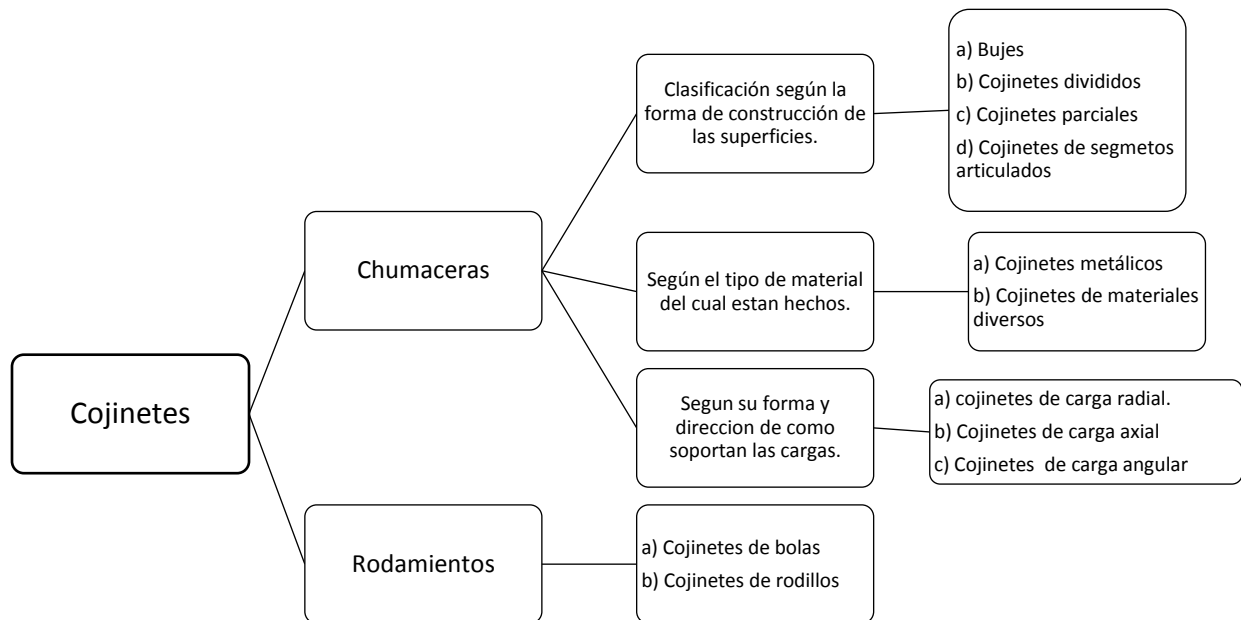 Cojinetes
Chumaceras
Clasificación según la
forma de construcción de
las superficies.
a) Bujes
b) Cojinetes divididos
c) Cojinetes parciales
d) Cojinetes de segmetos
articulados
Según el tipo de material
del cual estan hechos.
a) Cojinetes metálicos
b) Cojinetes de materiales
diversos
Segun su forma y
direccion de como
soportan las cargas.
a) cojinetes de carga radial.
b) Cojinetes de carga axial
c) Cojinetes de carga angular
Rodamientos
a) Cojinetes de bolas
b) Cojinetes de rodillos